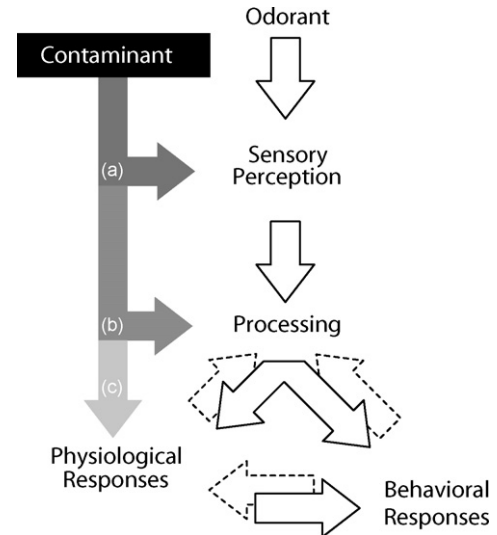 Odorant
Contaminant
(a)
Sensory
Perception
(b)
Processing
(c)
Physiological
Responses
Behavioral
Responses